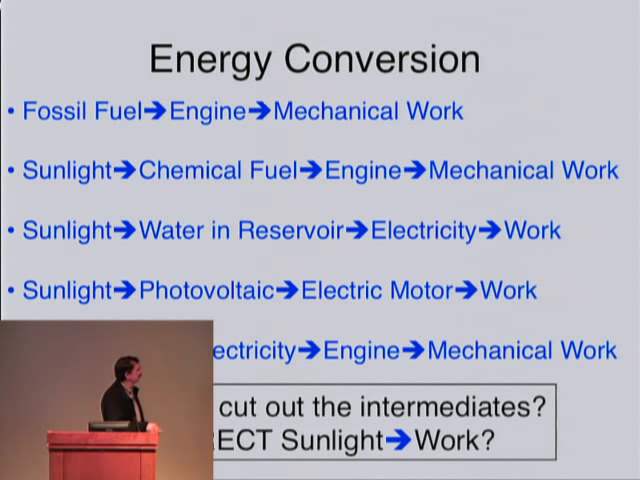 Energy Conversion
• Fossil Fuel➔Engine➔Mechanical Work
• Sunlight➔Chemical Fuel➔Engine➔Mechanical Work
• Sunlight➔Water in Reservoir➔Electricity➔Work
• Sunlight➔Photovoltaic➔Electric Motor➔Work
ectricity➔Engine➔Mechanical Work
cut out the intermediates?
RECT Sunlight➔Work?